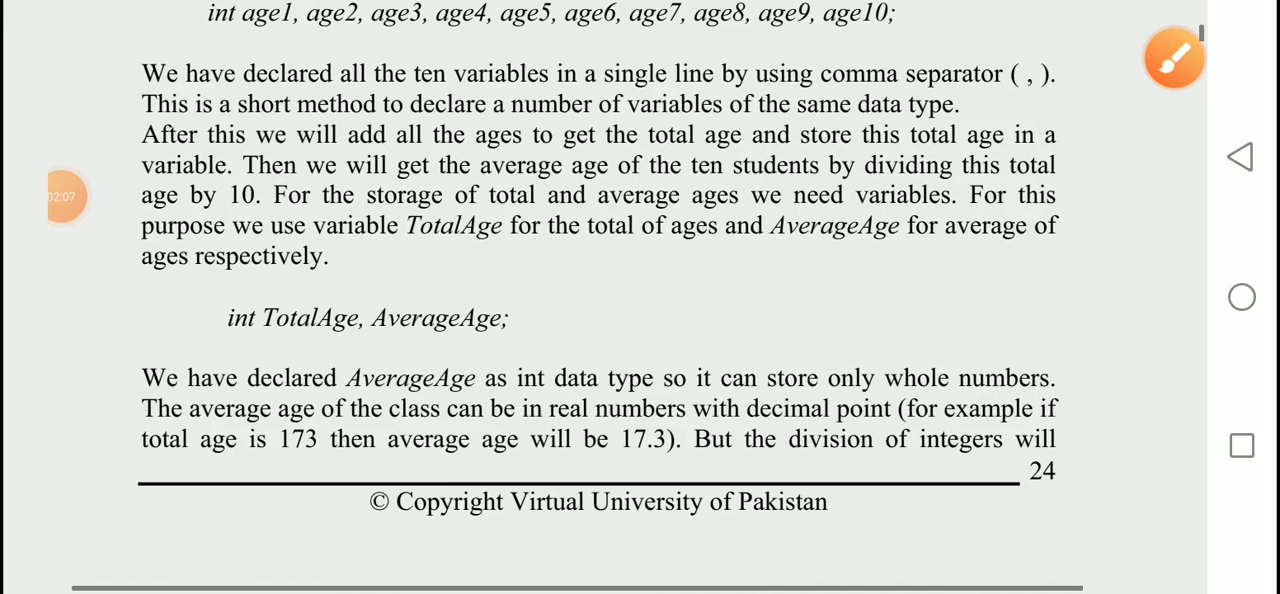 int age1, age2, age3, age4, age5, age6, age7, age8, age9, age10;
We have declared all the ten variables in a single line by using comma separator ( , ).
This is a short method to declare a number of variables of the same data type.
After this we will add all the ages to get the total age and store this total age in a
variable. Then we will get the average age of the ten students by dividing this total
02:07
age by 10. For the storage of total and average ages we need variables. For this
purpose we use variable TotalAge for the total of ages and AverageAge for average of
ages respectively.
int TotalAge, AverageAge;
We have declared AverageAge as int data type so it can store only whole numbers.
The average age of the class can be in real numbers with decimal point (for example if
total age is 173 then average age will be 17.3). But the division of integers will
24
© Copyright Virtual University of Pakistan